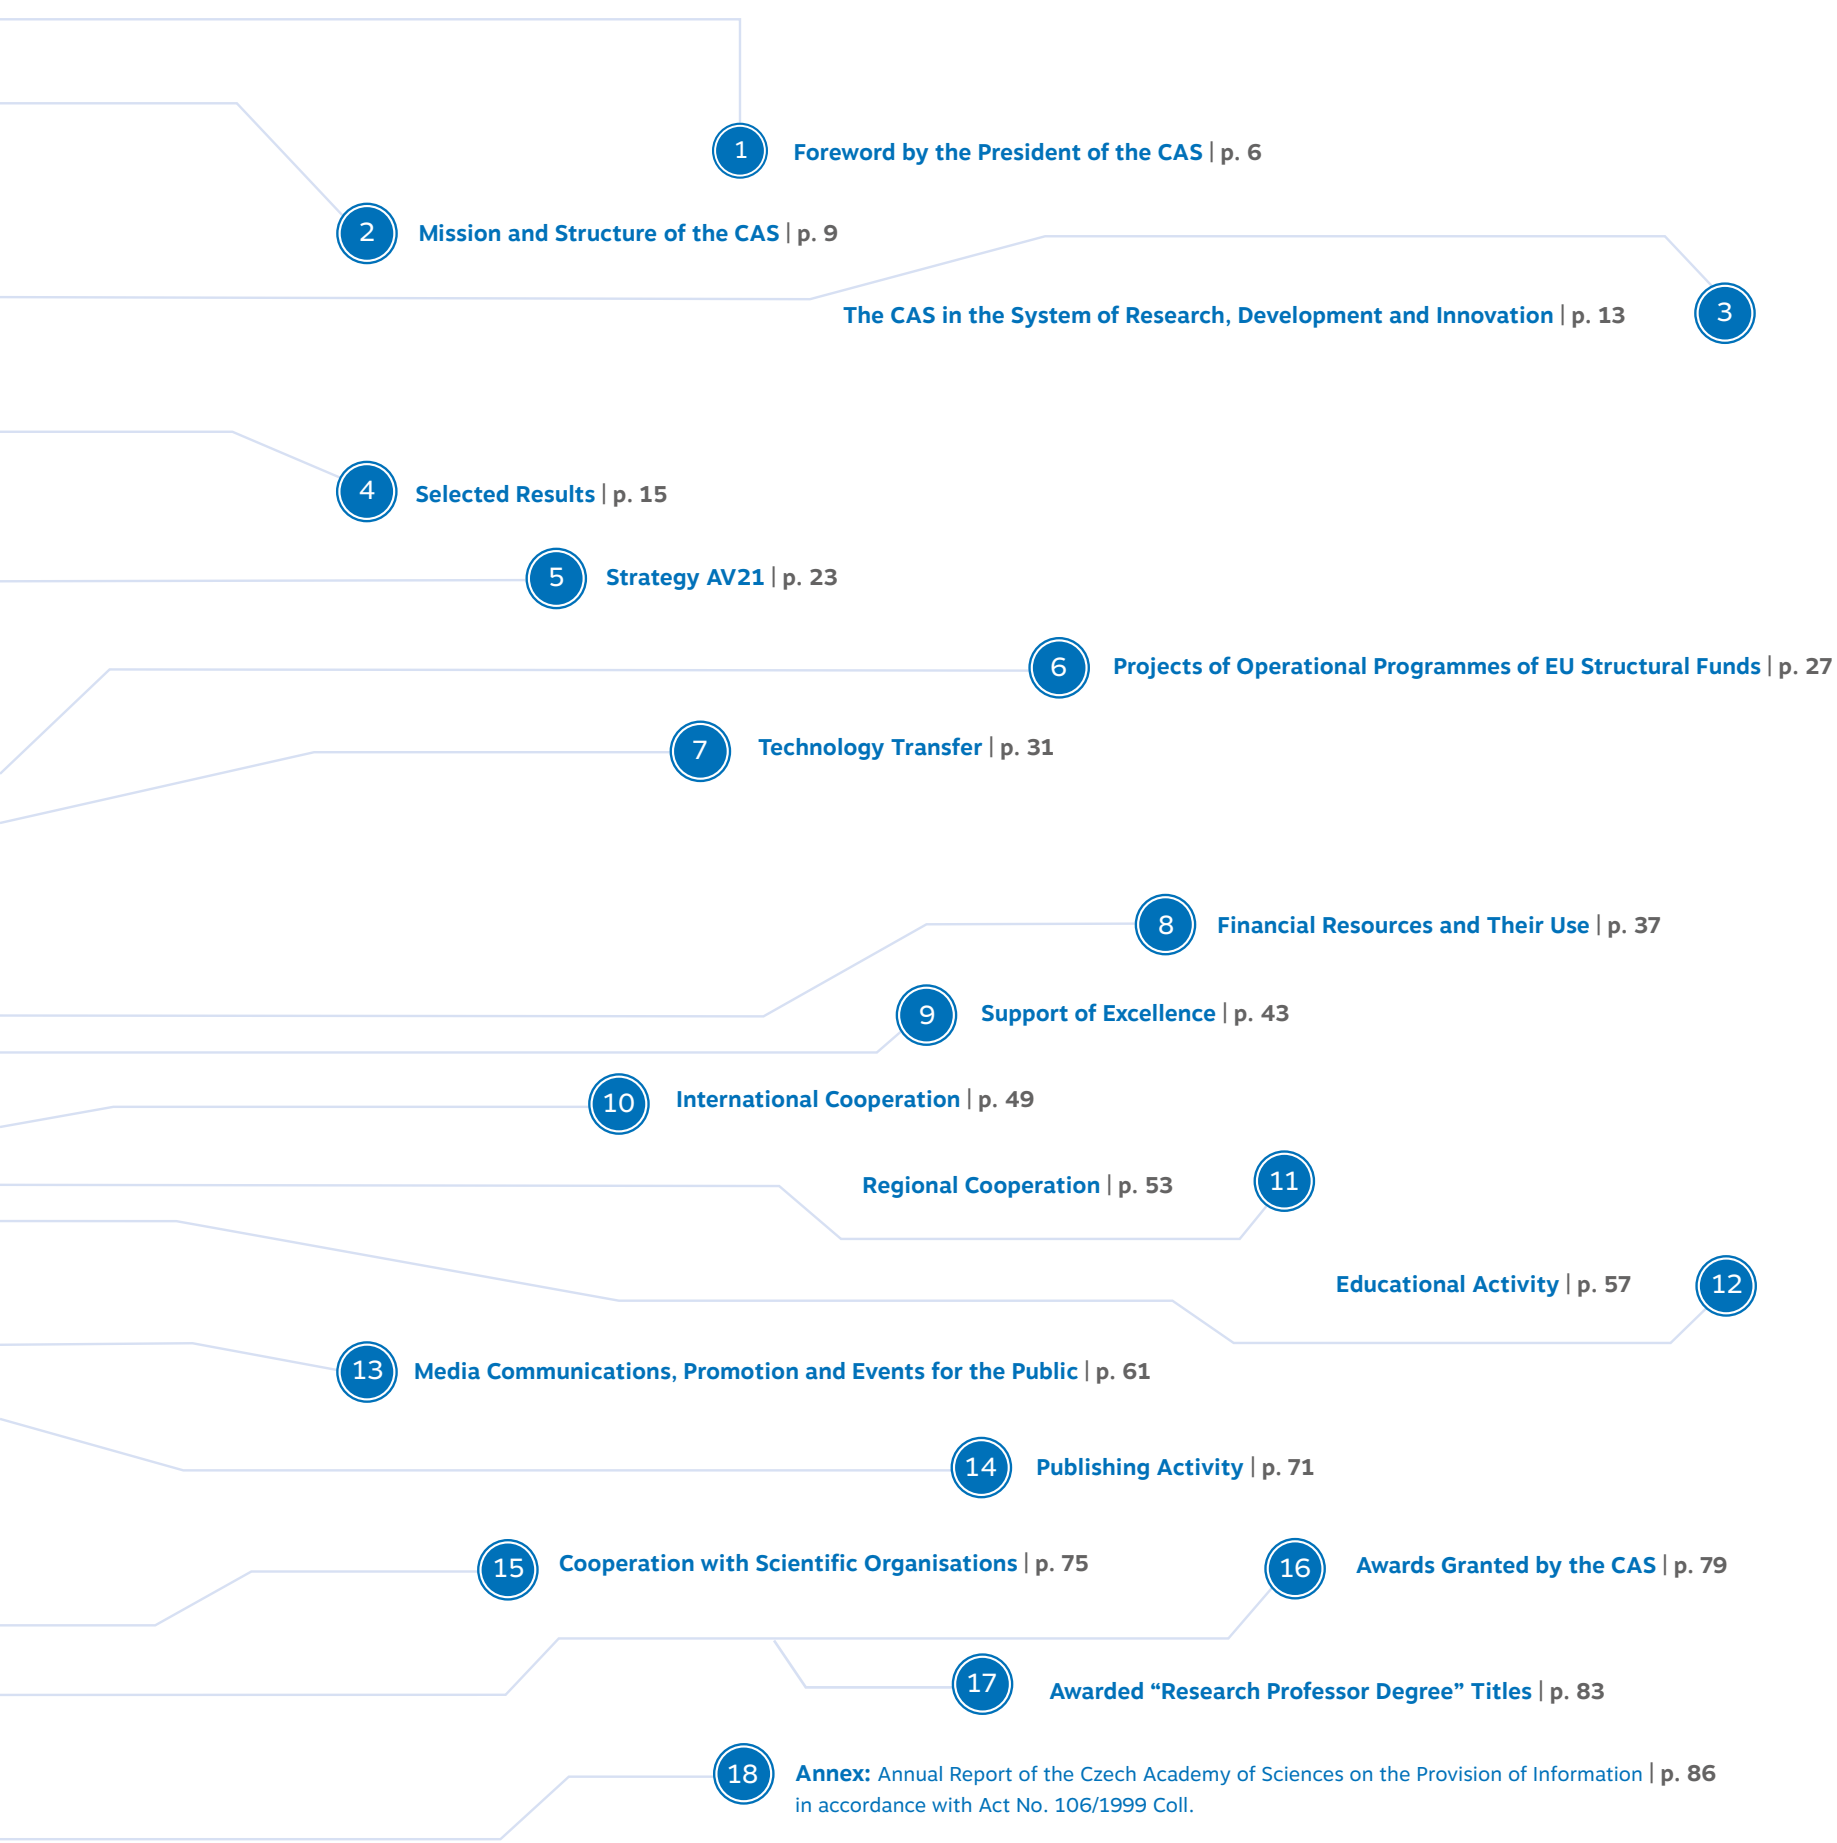 1 Foreword by the President of the CAS | p. 6
2 Mission and Structure of the CAS | p. 9
The CAS in the System of Research, Development and Innovation | p. 13 3
4 Selected Results | p. 15
5 Strategy AV21 | p. 23
6 Projects of Operational Programmes of EU Structural Funds | p. 27
7 Technology Transfer | p. 31
8 Financial Resources and Their Use | p. 37
9 Support of Excellence | p. 43
10 International Cooperation | p. 49
Regional Cooperation | p. 53 11
Educational Activity | p. 57 12
13 Media Communications, Promotion and Events for the Public | p. 61
14 Publishing Activity | p. 71
15 Cooperation with Scientific Organisations | p. 75
16 Awards Granted by the CAS | p. 79
17 Awarded “Research Professor Degree” Titles | p. 83
18 Annex: Annual Report of the Czech Academy of Sciences on the Provision of Information | p. 86
in accordance with Act No. 106/1999 Coll.